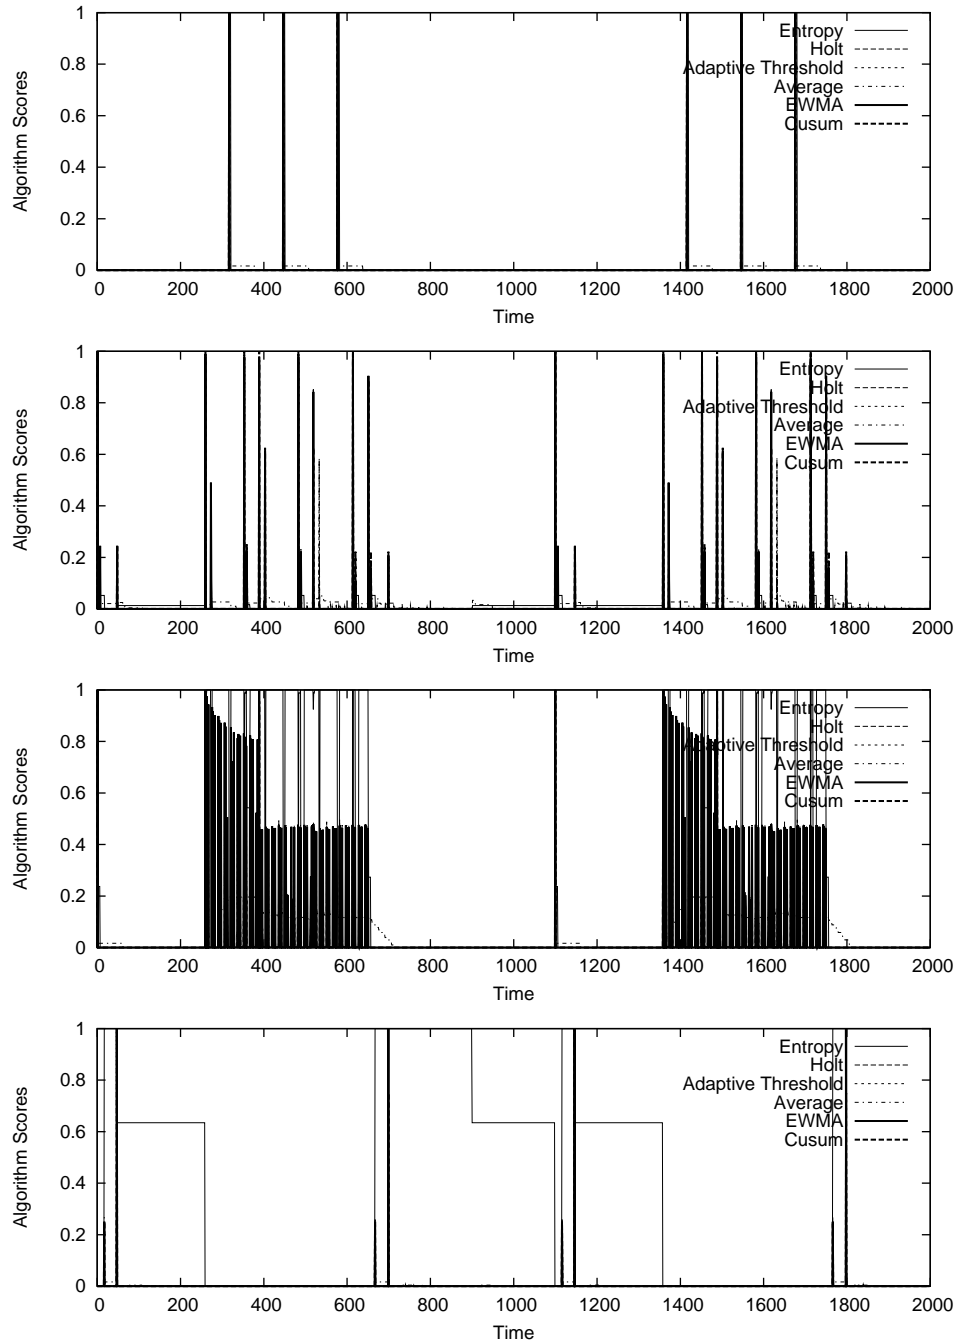 1
Entropy
Holt
0.8
Adaptive Threshold
Average
EWMA
0.6
Cusum
Algorithm Scores
0.4
0.2
0
0 200 400 600 800 1000 1200 1400 1600 1800 2000
Time
1
Entropy
Holt
0.8
Adaptive Threshold
Average
EWMA
0.6
Cusum
Algorithm Scores
0.4
0.2
0
0 200 400 600 800 1000 1200 1400 1600 1800 2000
Time
1
Entropy
Holt
0.8
Adaptive Threshold
Average
EWMA
0.6
Cusum
Algorithm Scores
0.4
0.2
0
0 200 400 600 800 1000 1200 1400 1600 1800 2000
Time
1
Entropy
Holt
0.8
Adaptive Threshold
Average
EWMA
0.6
Cusum
Algorithm Scores
0.4
0.2
0
0 200 400 600 800 1000 1200 1400 1600 1800 2000
Time